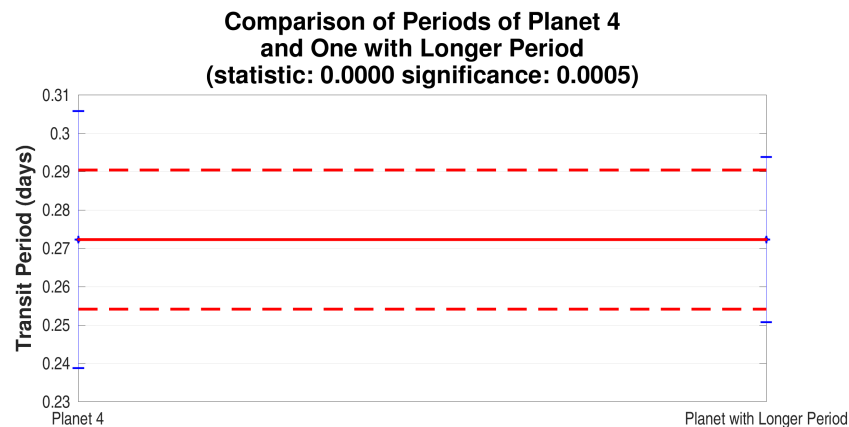 Comparison of Periods of Planet 4
and One with Longer Period
(statistic: 0.0000 significance: 0.0005)
Transit Period (days)
0.31
0.3
0.29
0.28
0.27
0.26
0.25
0.24
0.23
Planet 4
Planet with Longer Period